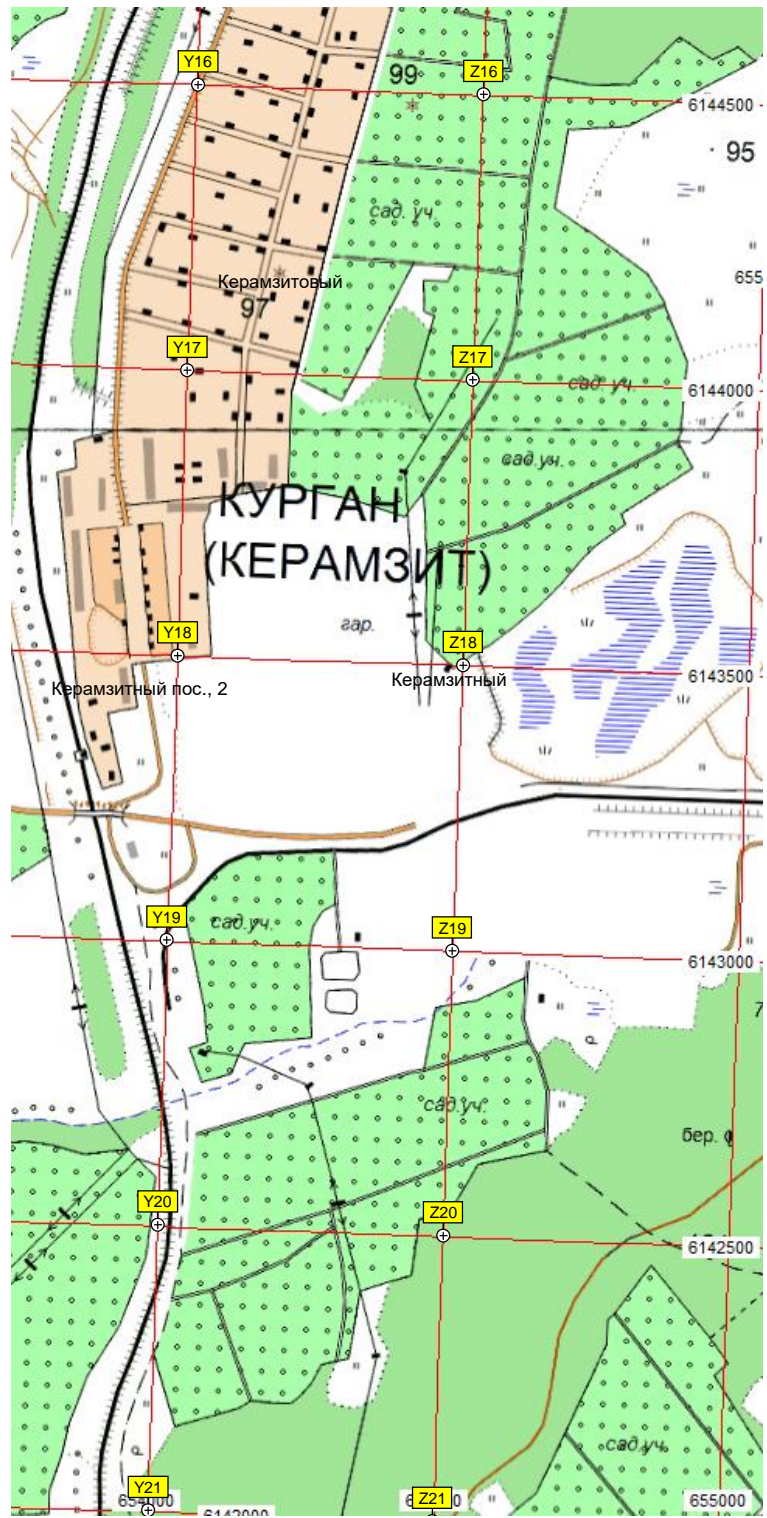 Y16
99
Z16
6144500
95
сад. уч.
Керамзитовый
97
655
Y17
Z17
сад. уч.
6144000
сад.уч.
КУРГАН
(КЕРАМЗИТ)
гар.
Y18
Z18
Керамзитный пос., 2
Керамзитный
6143500
Y19
сад.уч.
Z19
6143000
7
р
сад.уч.
бер. ф
Y20
Z20
6142500
сад.уч.
р
Y21
654000
6142000
Z21
655000